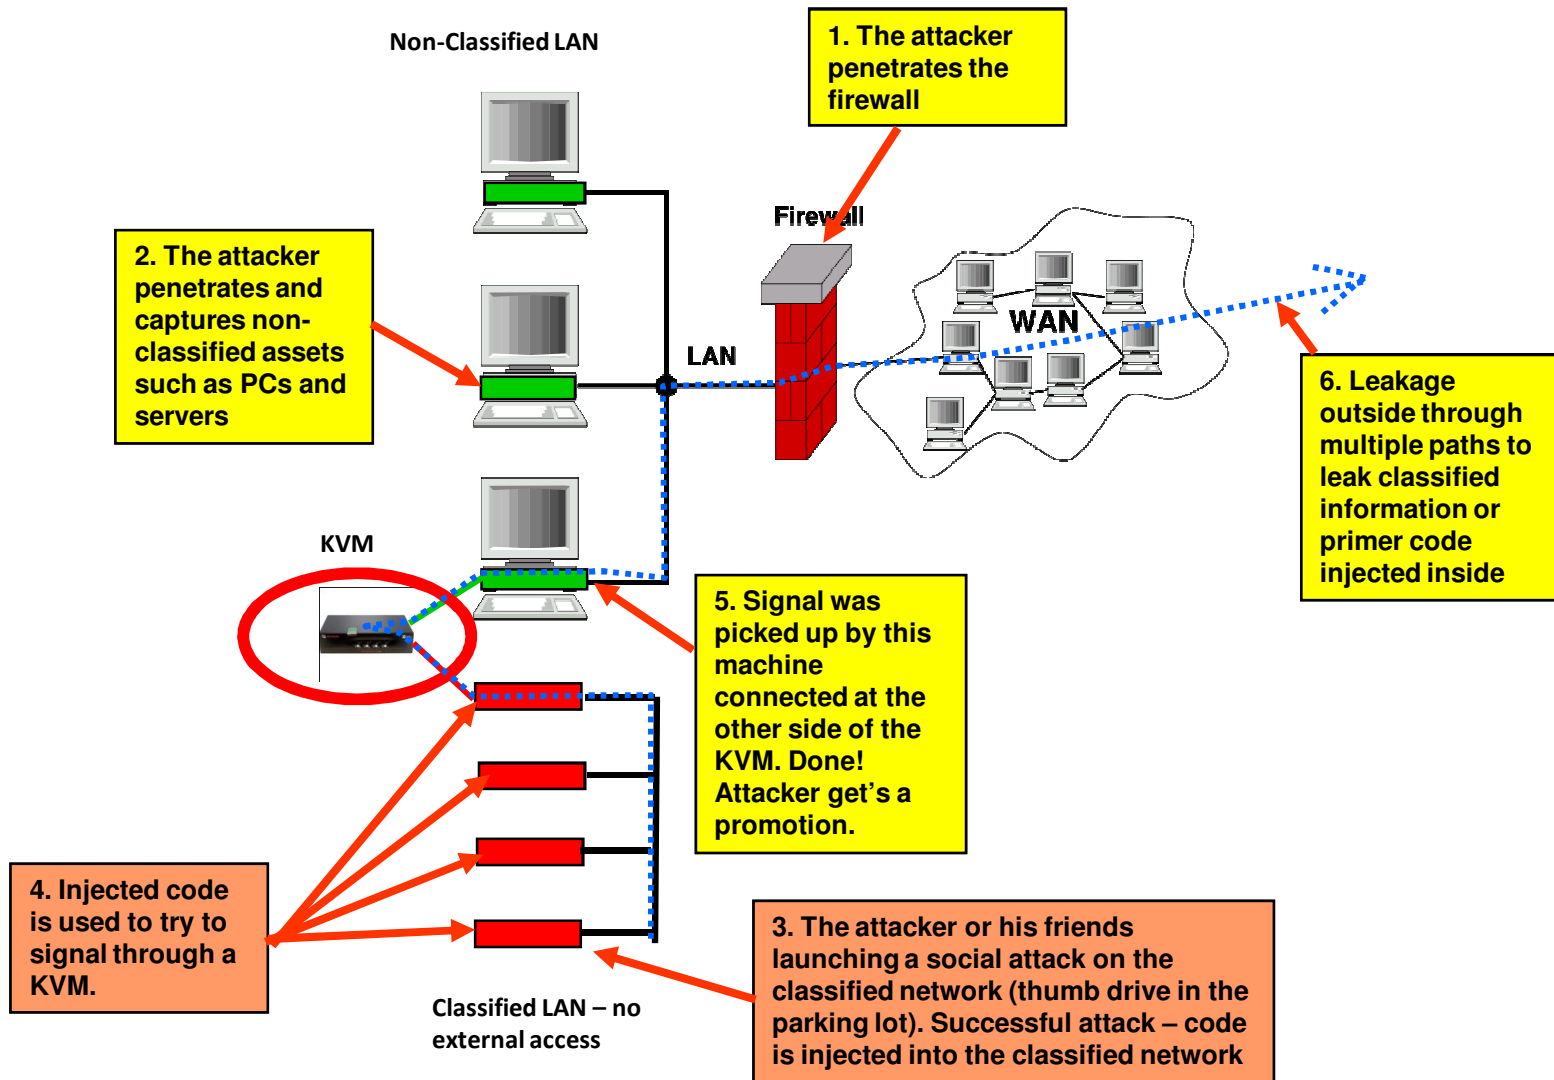 Non-Classified LAN
1. The attacker
penetrates the
firewall
Firewall
2. The attacker
penetrates and
captures non-
classified assets
such as PCs and
servers
LAN
WAN
6. Leakage
outside through
multiple paths to
leak classified
information or
primer code
injected inside
KVM
5. Signal was
picked up by this
machine
connected at the
other side of the
KVM. Done!
Attacker get’s a
promotion.
4. Injected code
is used to try to
signal through a
KVM.
3. The attacker or his friends
launching a social attack on the
classified network (thumb drive in the
parking lot). Successful attack – code
is injected into the classified network
Classified LAN – no
external access